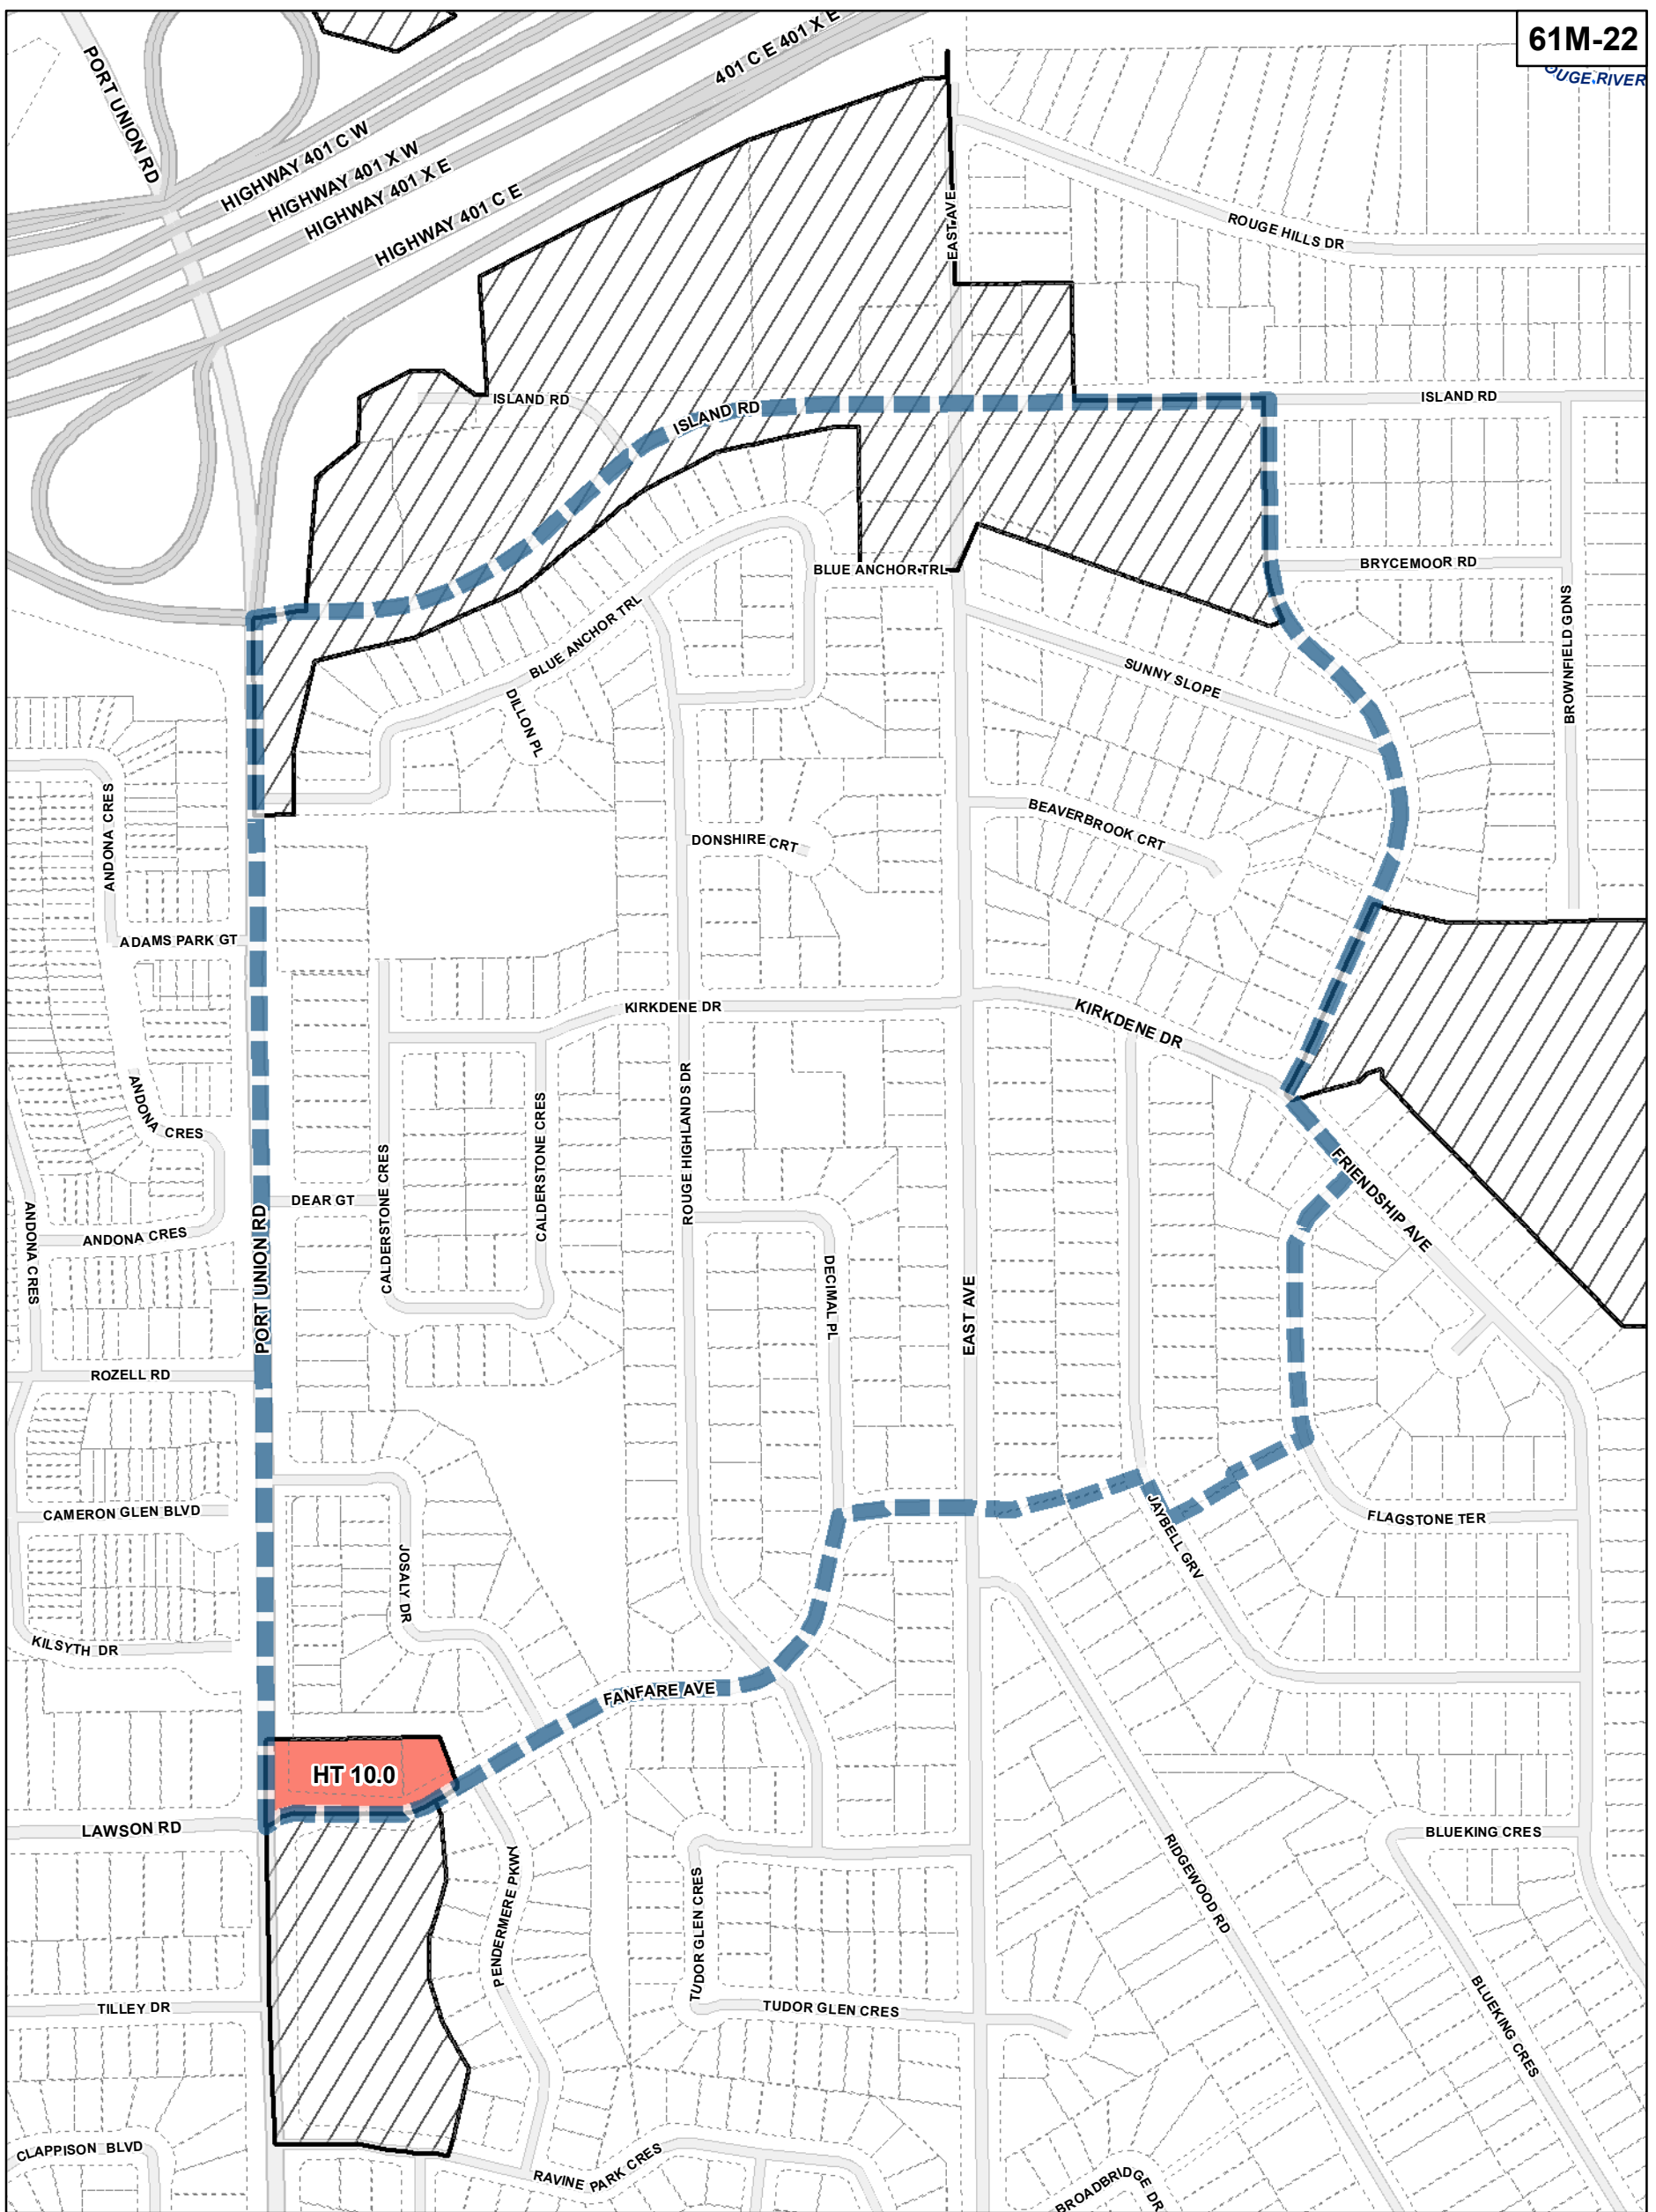 61M-22
OUGE RIVER
PORT UNION RD
401 C E 401 X E
HIGHWAY 401 C W
HIGHWAY 401 X W
HIGHWAY 401 X E
HIGHWAY 401 C E
EAST AVE
ROUGE HILLS DR
ISLAND RD
ISLAND RD
ISLAND RD
BLUE ANCHOR TRL
BRYCEMOOR RD
BLUE ANCHOR TRL
BROWNFIELD GDNS
SUNNY SLOPE
DILLON PL
ANDONA CRES
DONSHIRE CRT
BEAVERBROOK CRT
ADAMS PARK GT
KIRKDENE DR
KIRKDENE DR
ANDONA CRES
ROUGE HIGHLANDS DR
CALDERSTONE CRES
CALDERSTONE CRES
FRIENDSHIP AVE
DEAR GT
ANDONA CRES
ANDONA CRES
PORT UNION RD
DECIMAL PL
EAST AVE
ROZELL RD
CAMERON GLEN BLVD
JOSALY DR
JAYBELL GRV
FLAGSTONE TER
KILSYTH DR
FANFARE AVE
HT 10.0
LAWSON RD
BLUEKING CRES
PENDERMERE PKWY
TUDOR GLEN CRES
RIDGEWOOD RD
TILLEY DR
TUDOR GLEN CRES
BLUEKING CRES
CLAPPISON BLVD
RAVINE PARK CRES
BROADBRIDGE DR